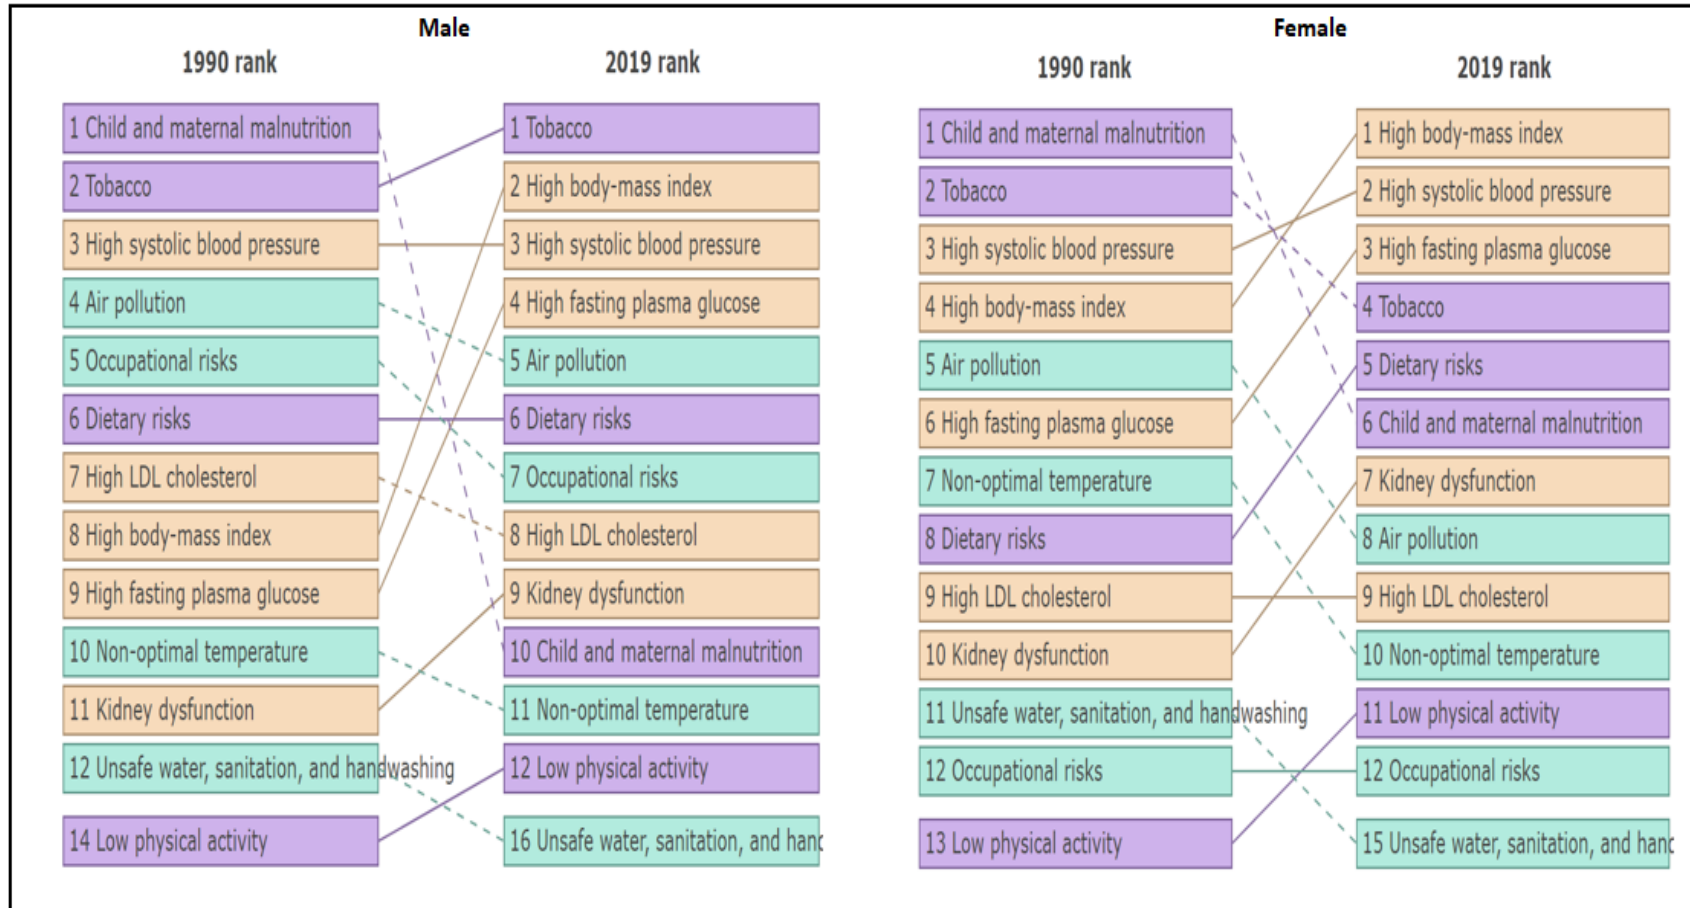 Male
1990 rank
2019 rank
1 Child and maternal malnutrition
2 Tobacco
3 High systolic blood pressure
4 Air pollution
5 Occupational risks
6 Dietary risks
7 High LDL cholesterol
8 High body-mass index
9 High fasting plasma glucose
10 Non-optimal temperature
11 Kidney dysfunction
12 Unsafe water, sanitation, and handwashing
14 Low physical activity
1 Tobacco
2 High body-mass index
3 High systolic blood pressure
4 High fasting plasma glucose
5 Air pollution
6 Dietary risks
7 Occupational risks
8 High LDL cholesterol
9 Kidney dysfunction
10 Child and maternal malnutrition
11 Non-optimal temperature
12 Low physical activity
16 Unsafe water, sanitation, and hand
Female
1990 rank
2019 rank
1 Child and maternal malnutrition
2 Tobacco
3 High systolic blood pressure
4 High body-mass index
5 Air pollution
6 High fasting plasma glucose
7 Non-optimal temperature
8 Dietary risks
9 High LDL cholesterol
10 Kidney dysfunction
11 Unsafe water, sanitation, and handwashing
12 Occupational risks
13 Low physical activity
1 High body-mass index
2 High systolic blood pressure
3 High fasting plasma glucose
4 Tobacco
5 Dietary risks
6 Child and maternal malnutrition
7 Kidney dysfunction
8 Air pollution
9 High LDL cholesterol
10 Non-optimal temperature
11 Low physical activity
12 Occupational risks
15 Unsafe water, sanitation, and hand